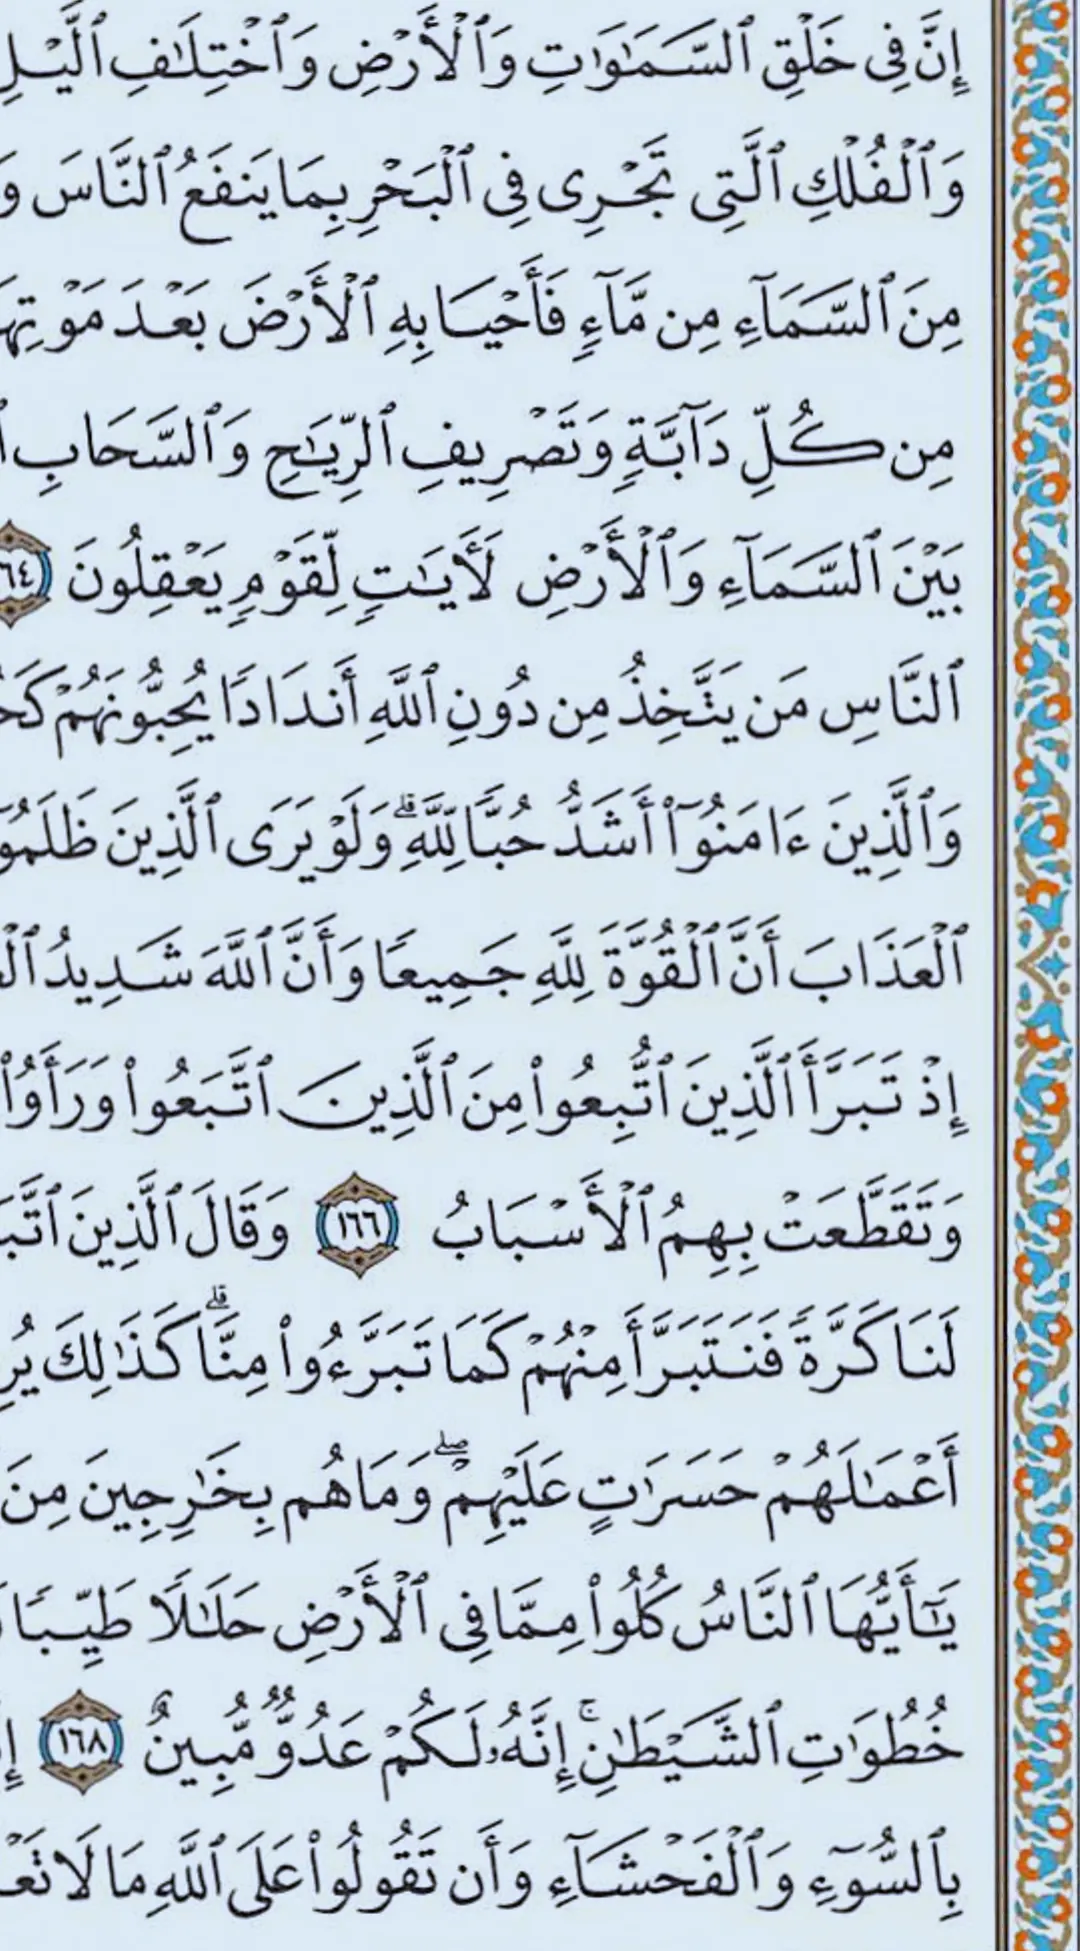 إِنَّ فِي خَلْقِ ٱلسَّمَٰوَٰتِ وَٱلْأَرْضِ وَٱخْتِلَٰفِ ٱلَّيْلِ
وَٱلْفُلْكِ ٱلَّتِى تَجْرِى فِى ٱلْبَحْرِ بِمَا يَنفَعُ ٱلنَّاسَ وَ
مِنَ ٱلسَّمَآءِ مِن مَّآءٍ فَأَحْيَا بِهِ ٱلْأَرْضَ بَعْدَ مَوْتِهَا
مِن كُلِّ دَآبَّةٍ وَتَصْرِيفِ ٱلرِّيَٰحِ وَٱلسَّحَابِ
بَيْنَ ٱلسَّمَآءِ وَٱلْأَرْضِ لَأٓيَٰتٍ لِّقَوْمٍ يَعْقِلُونَ ٦٤
ٱلنَّاسِ مَن يَتَّخِذُ مِن دُونِ ٱللَّهِ أَندَادًا يُحِبُّونَهُمْ كَحُ
وَٱلَّذِينَ ءَامَنُوٓا۟ أَشَدُّ حُبًّا لِّلَّهِ ۗ وَلَوْ يَرَى ٱلَّذِينَ ظَلَمُو
ٱلْعَذَابَ أَنَّ ٱلْقُوَّةَ لِلَّهِ جَمِيعًا وَأَنَّ ٱللَّهَ شَدِيدُ ٱلْعَ
إِذْ تَبَرَّأَ ٱلَّذِينَ ٱتُّبِعُوا۟ مِنَ ٱلَّذِينَ ٱتَّبَعُوا۟ وَرَأَوُا۟
وَتَقَطَّعَتْ بِهِمُ ٱلْأَسْبَابُ ١٦٦ وَقَالَ ٱلَّذِينَ ٱتَّبَ
لَنَا كَرَّةً فَنَتَبَرَّأَ مِنْهُمْ كَمَا تَبَرَّءُوا۟ مِنَّا ۗ كَذَٰلِكَ يُرِ
أَعْمَٰلَهُمْ حَسَرَٰتٍ عَلَيْهِمْ ۖ وَمَا هُم بِخَٰرِجِينَ مِنَ
يَٰٓأَيُّهَا ٱلنَّاسُ كُلُوا۟ مِمَّا فِى ٱلْأَرْضِ حَلَٰلًا طَيِّبًا
خُطُوَٰتِ ٱلشَّيْطَٰنِ ۚ إِنَّهُۥ لَكُمْ عَدُوٌّ مُّبِينٌ ١٦٨ إِ
بِٱلسُّوٓءِ وَٱلْفَحْشَآءِ وَأَن تَقُولُوا۟ عَلَى ٱللَّهِ مَا لَا تَعْ